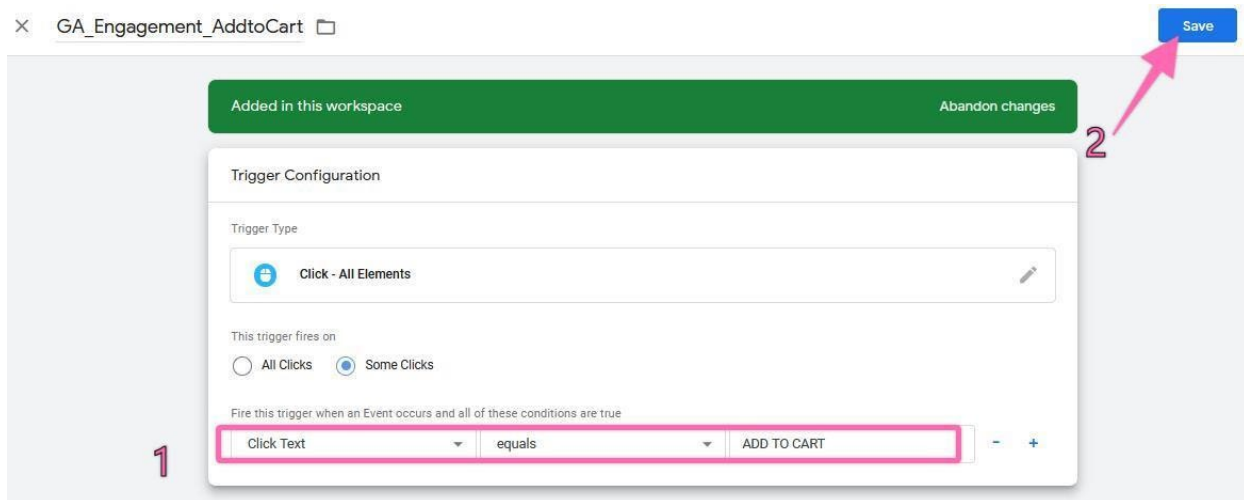 GA_Engagement_AddtoCart
Save
Added in this workspace Abandon changes
2
Trigger Configuration
Trigger Type
Click - All Elements
This trigger fires on
All Clicks Some Clicks
Fire this trigger when an Event occurs and all of these conditions are true
1 Click Text equals ADD TO CART - +